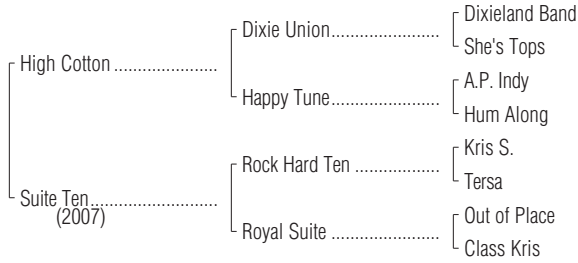 Dixieland Band
Dixie Union
She's Tops
High Cotton
A.P. Indy
Happy Tune
Hum Along
Kris S.
Rock Hard Ten
Tersa
Suite Ten
(2007)
Out of Place
Royal Suite
Class Kris